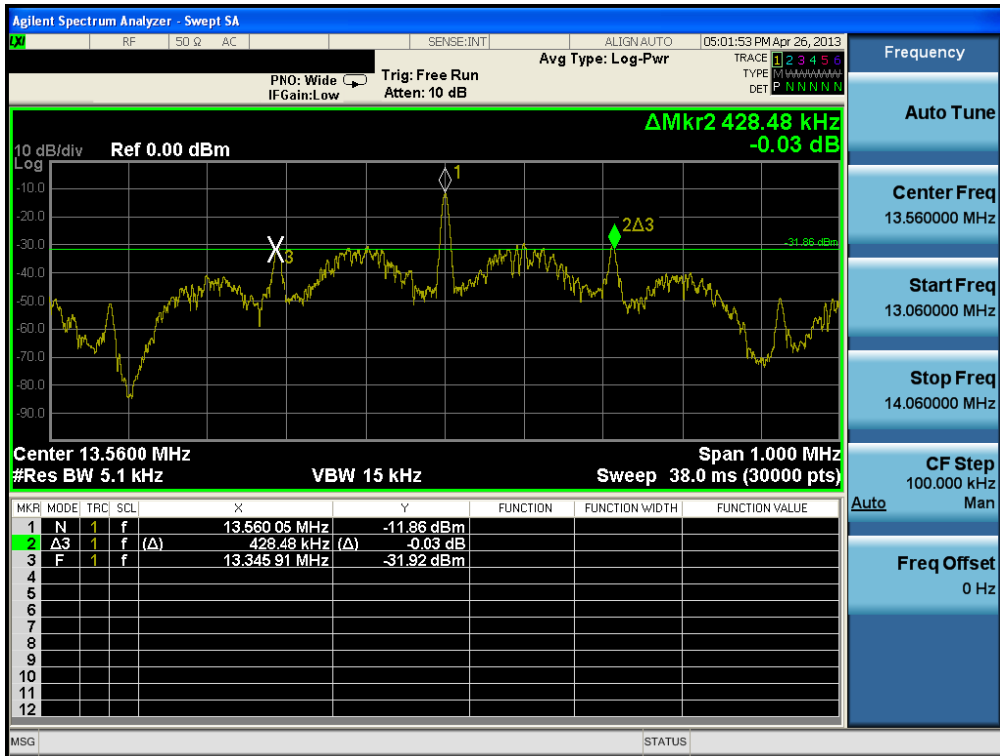 Agilent Spectrum Analyzer - Swept SA
LXI RF 50 Ω AC SENSE:INT ALIGN AUTO 05:01:53 PM Apr 26, 2013
PNO: Wide Trig: Free Run Avg Type: Log-Pwr TRACE 1 2 3 4 5 6
IFGain:Low Atten: 10 dB TYPE M WWWWW
DET P N N N N N
ΔMkr2 428.48 kHz
-0.03 dB
10 dB/div Ref 0.00 dBm
Log
1
-10.0
-20.0
2Δ3
-30.0
-31.86 dBm
3
-40.0
-50.0
-60.0
-70.0
-80.0
-90.0
Center 13.5600 MHz Span 1.000 MHz
#Res BW 5.1 kHz VBW 15 kHz Sweep 38.0 ms (30000 pts)
MKR MODE TRC SCL X Y FUNCTION FUNCTION WIDTH FUNCTION VALUE
1 N 1 f 13.560 05 MHz -11.86 dBm
2 Δ3 1 f (Δ) 428.48 kHz (Δ) -0.03 dB
3 F 1 f 13.345 91 MHz -31.92 dBm
4
5
6
7
8
9
10
11
12
MSG STATUS
Frequency
Auto Tune
Center Freq
13.560000 MHz
Start Freq
13.060000 MHz
Stop Freq
14.060000 MHz
CF Step
100.000 kHz
Auto Man
Freq Offset
0 Hz